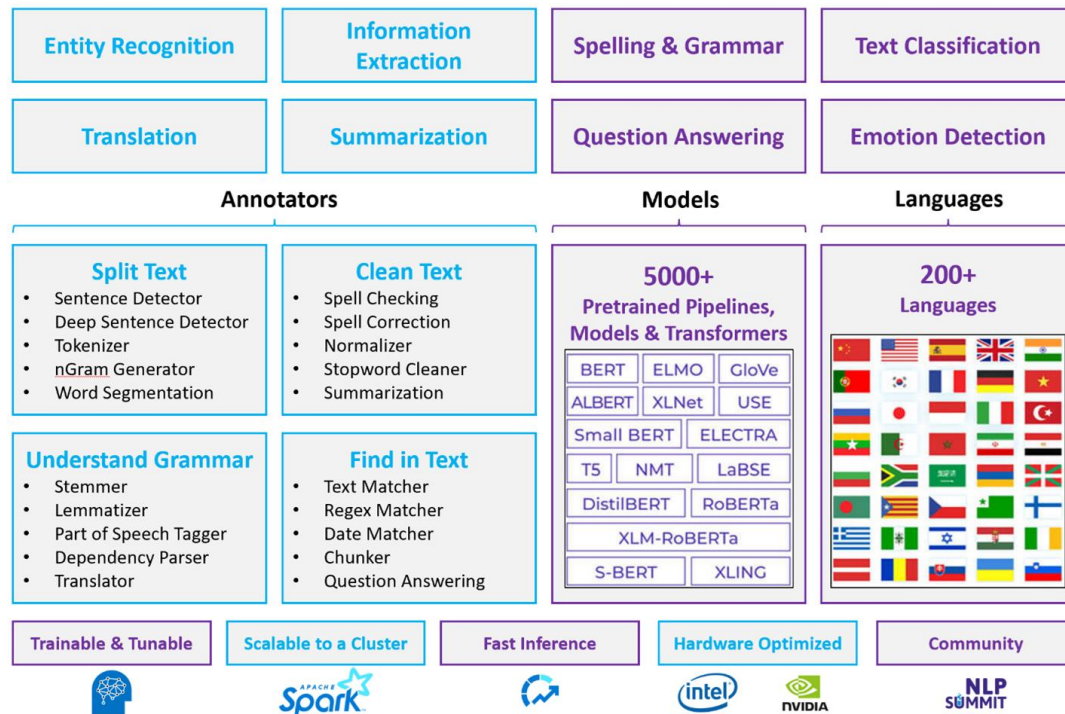 Entity Recognition
Information
Extraction
Spelling & Grammar
Text Classification
Translation
Summarization
Question Answering
Emotion Detection
Annotators
Models
Languages
Split Text
• Sentence Detector
• Deep Sentence Detector
• Tokenizer
• nGram Generator
• Word Segmentation
Clean Text
• Spell Checking
• Spell Correction
• Normalizer
• Stopword Cleaner
• Summarization
Understand Grammar
• Stemmer
• Lemmatizer
• Part of Speech Tagger
• Dependency Parser
• Translator
Find in Text
• Text Matcher
• Regex Matcher
• Date Matcher
• Chunker
• Question Answering
5000+
Pretrained Pipelines,
Models & Transformers
BERT ELMO GloVe
ALBERT XLNet USE
Small BERT ELECTRA
T5 NMT LaBSE
DistilBERT RoBERTa
XLM-RoBERTa
S-BERT XLING
200+
Languages
Trainable & Tunable
Scalable to a Cluster
Fast Inference
Hardware Optimized
Community
APACHE
Spark
intel
NVIDIA
NLP
SUMMIT